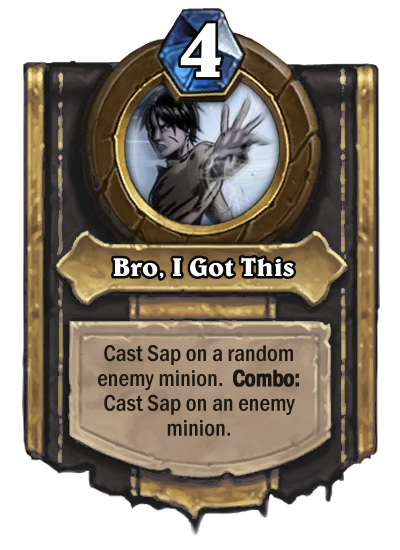 4
Bro, I Got This
Cast Sap on a random
enemy minion.  Combo:
Cast Sap on an enemy
minion.